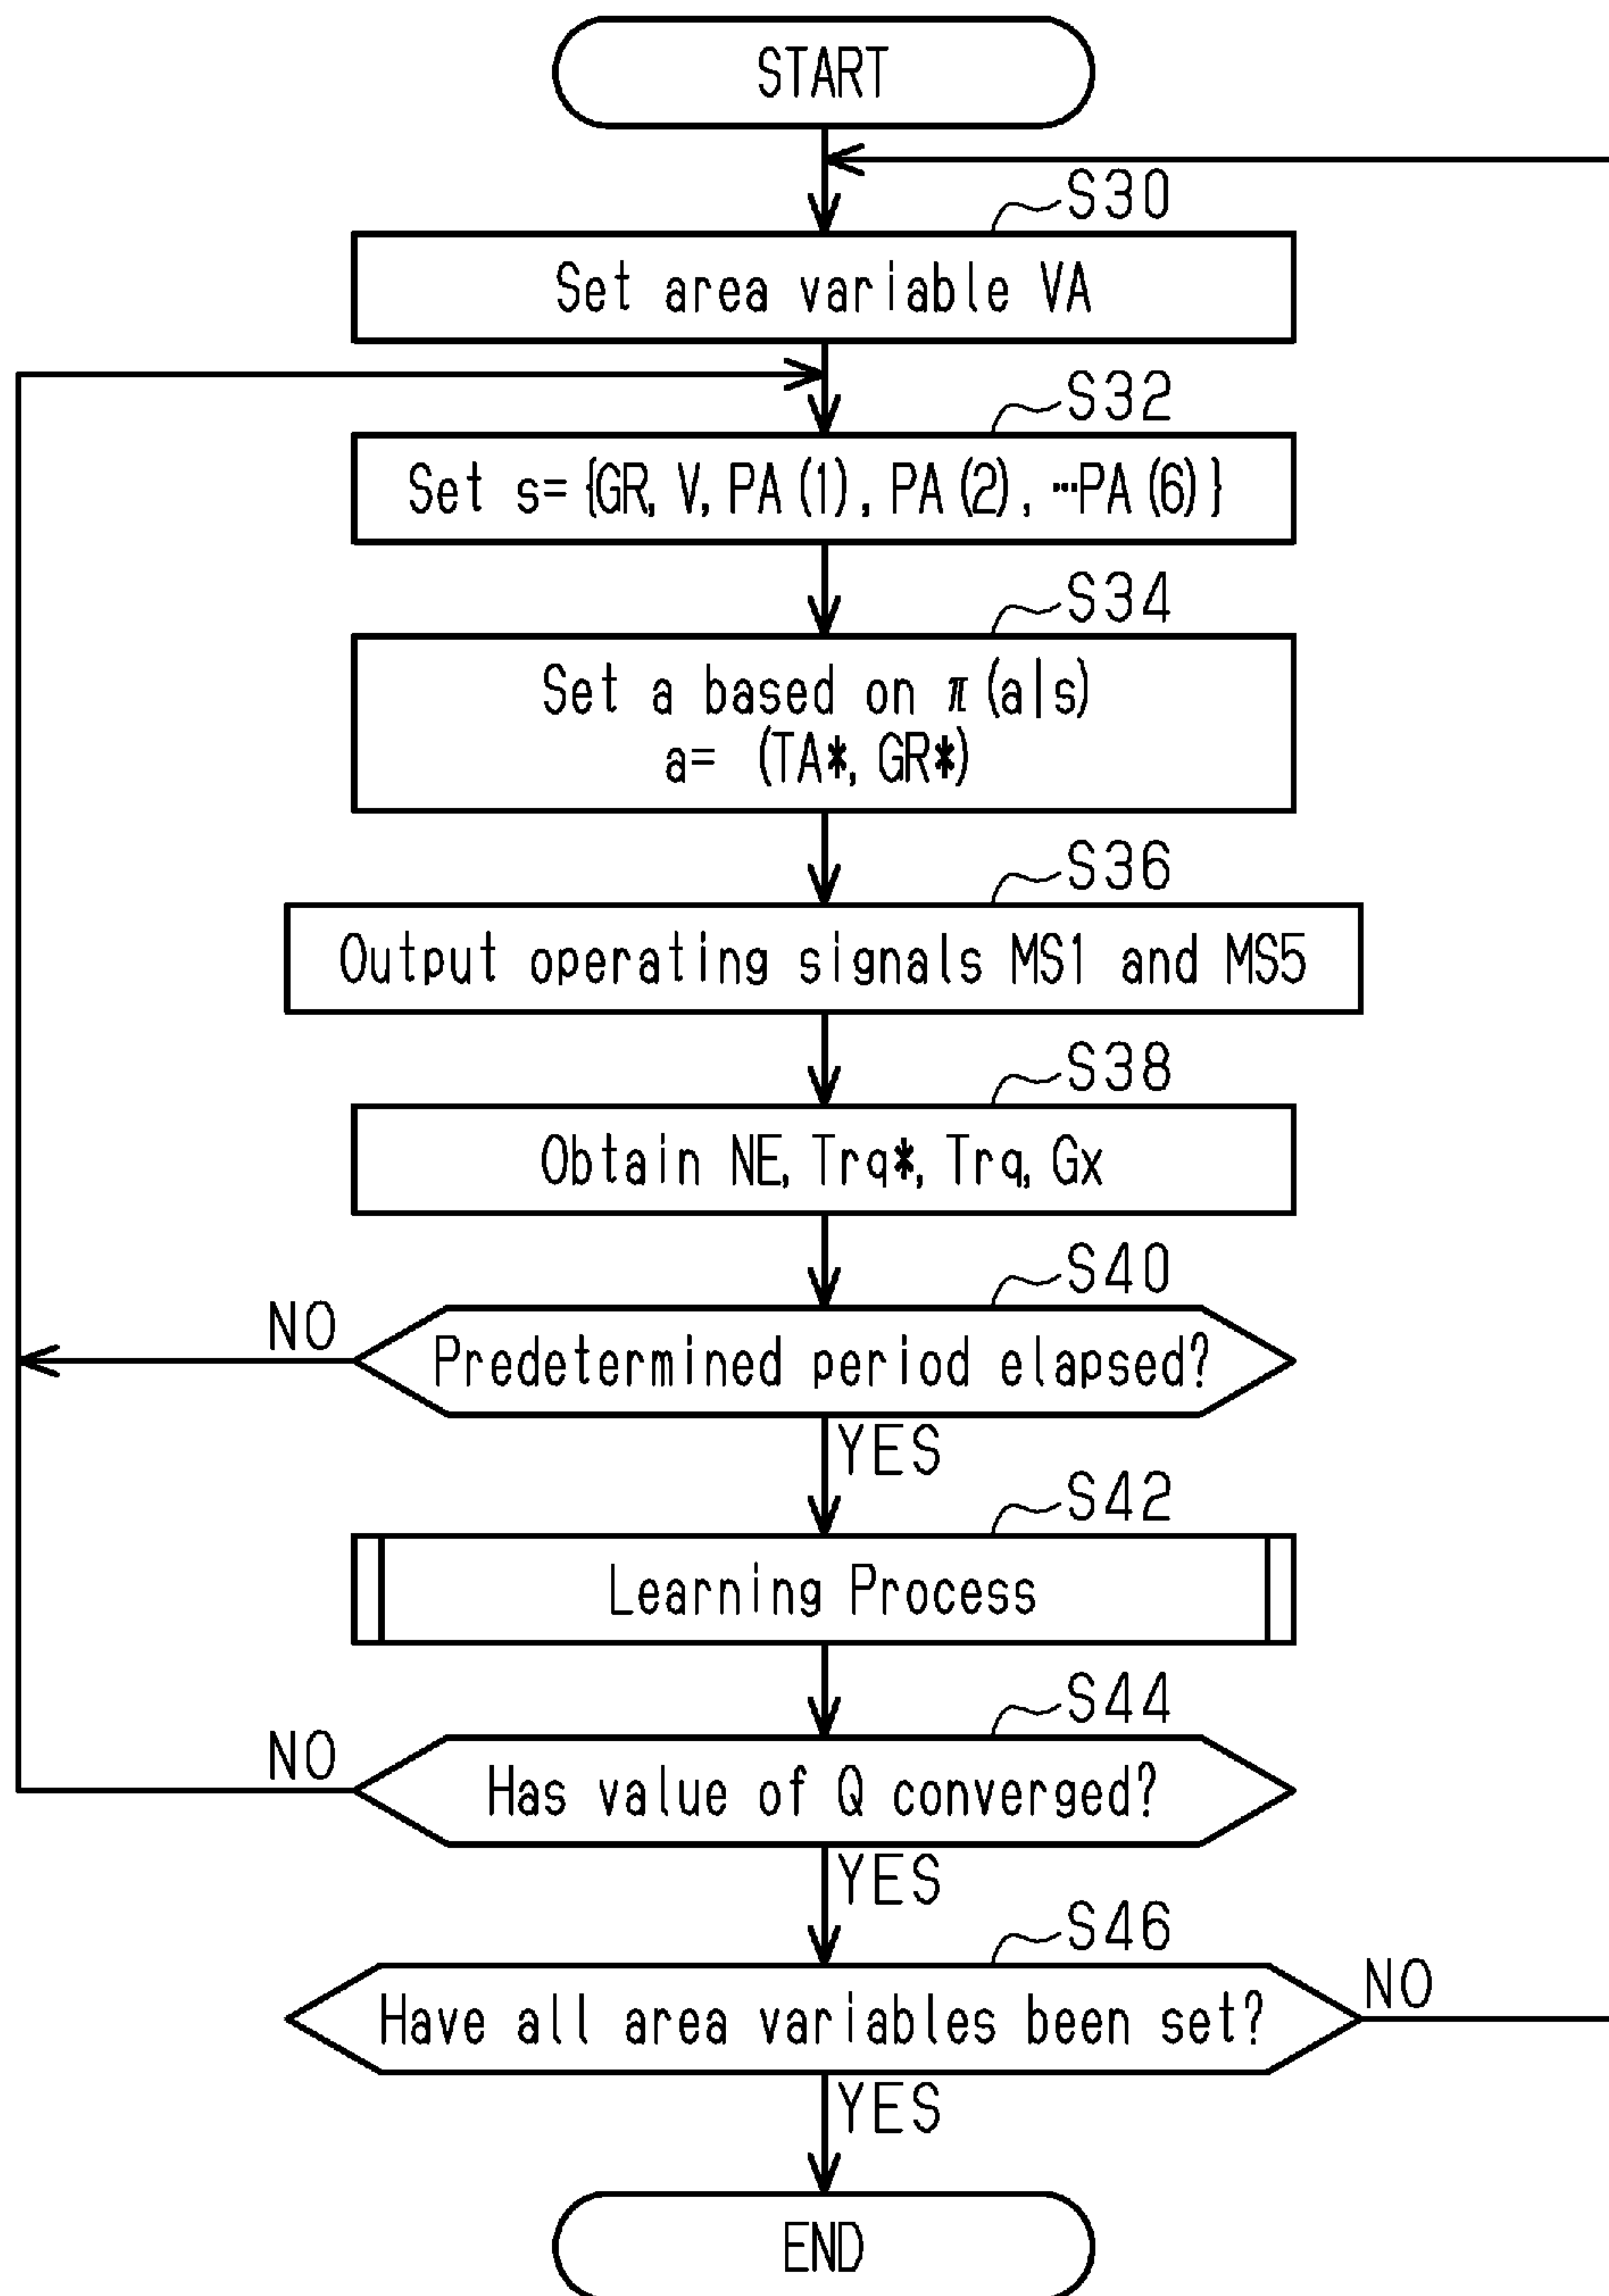 START
S30
Set area variable VA
S32
Set s={GR, V, PA(1), PA(2), …PA(6)}
S34
Set a based on π(a|s)
a= (TA*, GR*)
S36
Output operating signals MS1 and MS5
S38
Obtain NE, Trq*, Trq, Gx
S40
NO
Predetermined period elapsed?
YES
S42
Learning Process
S44
NO
Has value of Q converged?
YES
S46
NO
Have all area variables been set?
YES
END